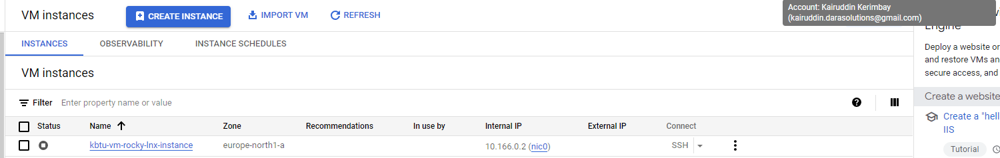 VM instances
CREATE INSTANCE
IMPORT VM
REFRESH
Account: Kairuddin Kerimbay
(kairuddin.darasolutions@gmail.com)
Engine
INSTANCES
OBSERVABILITY
INSTANCE SCHEDULES
Deploy a website or
and restore VMs an
secure access, and
VM instances
Filter Enter property name or value
Create a website
Status Name Zone Recommendations In use by Internal IP External IP Connect
kbtu-vm-rocky-lnx-instance europe-north1-a 10.166.0.2 (nic0) SSH
Create a "hell
IIS
Tutorial